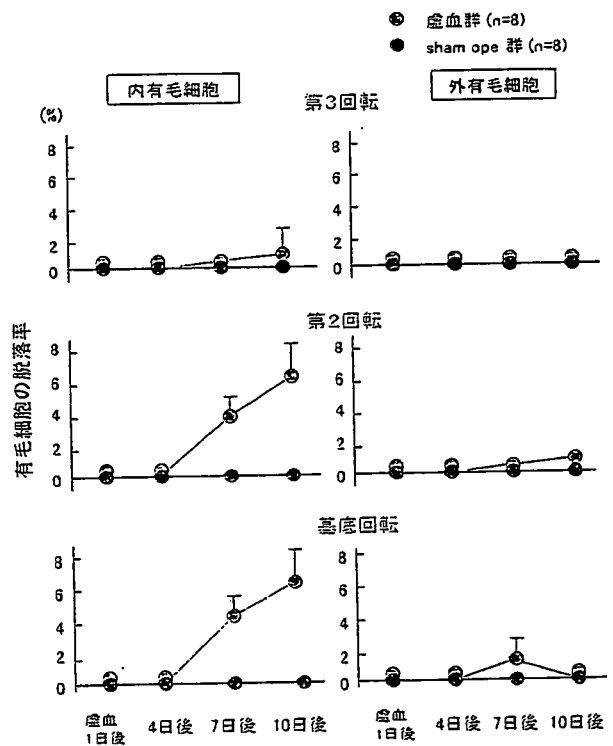 虚血群 (n=8)
sham ope 群 (n=8)
内有毛細胞
外有毛細胞
第3回転
(%)
8
6
4
2
0
8
6
4
2
0
第2回転
有毛細胞の脱落率
8
6
4
2
0
8
6
4
2
0
基底回転
8
6
4
2
0
8
6
4
2
0
虚血
1日後
4日後
7日後
10日後
虚血
1日後
4日後
7日後
10日後